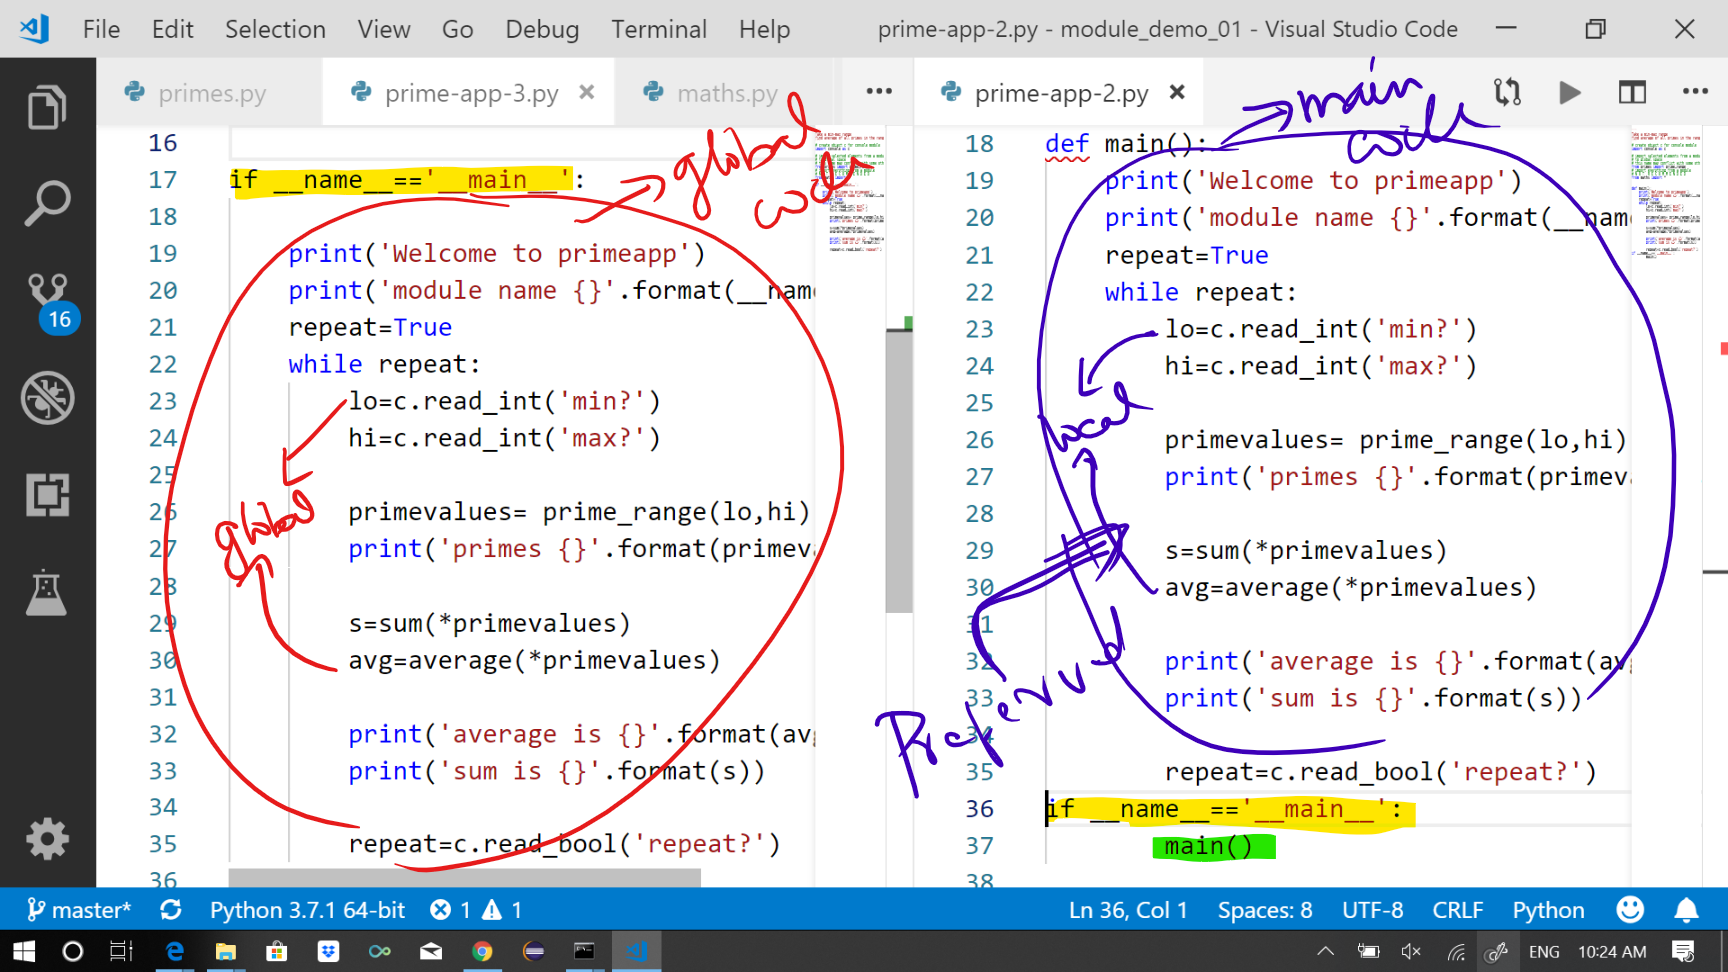 File Edit Selection View Go Debug Terminal Help prime-app-2.py - module_demo_01 - Visual Studio Code
primes.py prime-app-3.py maths.py
16
17 if __name__=='__main__':
18
19 print('Welcome to primeapp')
20 print('module name {}'.format(__nam
21 repeat=True
22 while repeat:
23 lo=c.read_int('min?')
24 hi=c.read_int('max?')
25
26 primevalues= prime_range(lo,hi)
27 print('primes {}'.format(primev
28
29 s=sum(*primevalues)
30 avg=average(*primevalues)
31
32 print('average is {}'.format(av
33 print('sum is {}'.format(s))
34
35 repeat=c.read_bool('repeat?')
36
global
code
global
prime-app-2.py
18 def main():
19 print('Welcome to primeapp')
20 print('module name {}'.format(__n
21 repeat=True
22 while repeat:
23 lo=c.read_int('min?')
24 hi=c.read_int('max?')
25
26 primevalues= prime_range(lo,hi)
27 print('primes {}'.format(primev
28
29 s=sum(*primevalues)
30 avg=average(*primevalues)
31
32 print('average is {}'.format(av
33 print('sum is {}'.format(s))
34
35 repeat=c.read_bool('repeat?')
36 if __name__=='__main__':
37 main()
38
main
code
local
Preferred
16
master* Python 3.7.1 64-bit 1 1 Ln 36, Col 1 Spaces: 8 UTF-8 CRLF Python
ENG 10:24 AM